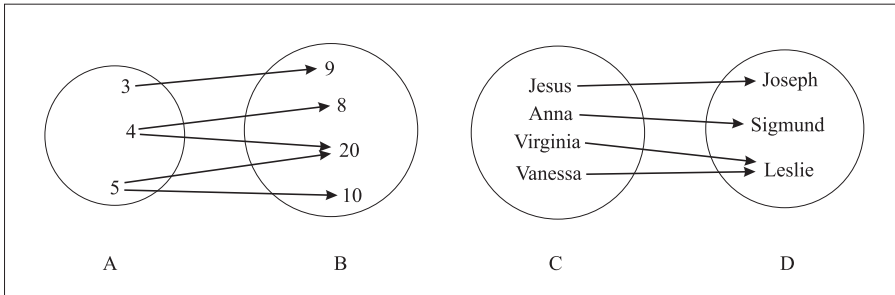 3
4
5
A
9
8
20
10
B
Jesus
Anna
Virginia
Vanessa
C
Joseph
Sigmund
Leslie
D